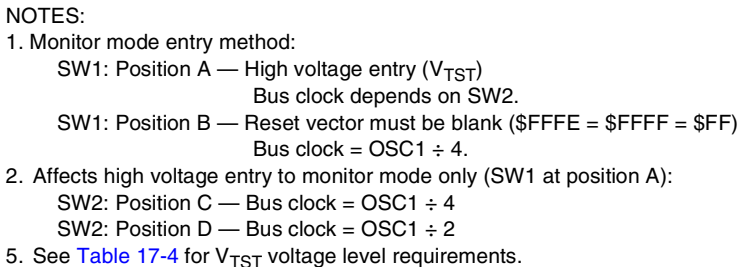 NOTES:
1. Monitor mode entry method:
SW1: Position A — High voltage entry (VTST)
Bus clock depends on SW2.
SW1: Position B — Reset vector must be blank ($FFFE = $FFFF = $FF)
Bus clock = OSC1 ÷ 4.
2. Affects high voltage entry to monitor mode only (SW1 at position A):
SW2: Position C — Bus clock = OSC1 ÷ 4
SW2: Position D — Bus clock = OSC1 ÷ 2
5. See Table 17-4 for VTST voltage level requirements.